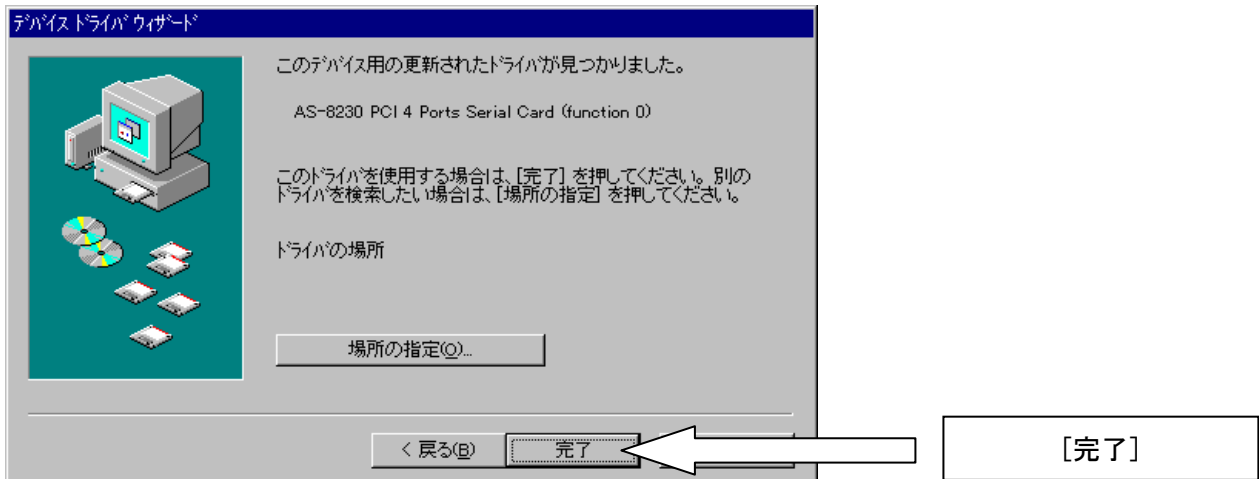 デバイス ドライバ ウィザード
このデバイス用の更新されたドライバが見つかりました。
AS-8230 PCI 4 Ports Serial Card (function 0)
このドライバを使用する場合は、[完了] を押してください。別の
ドライバを検索したい場合は、[場所の指定] を押してください。
ドライバの場所
場所の指定(O)...
< 戻る(B)
完了
[完了]